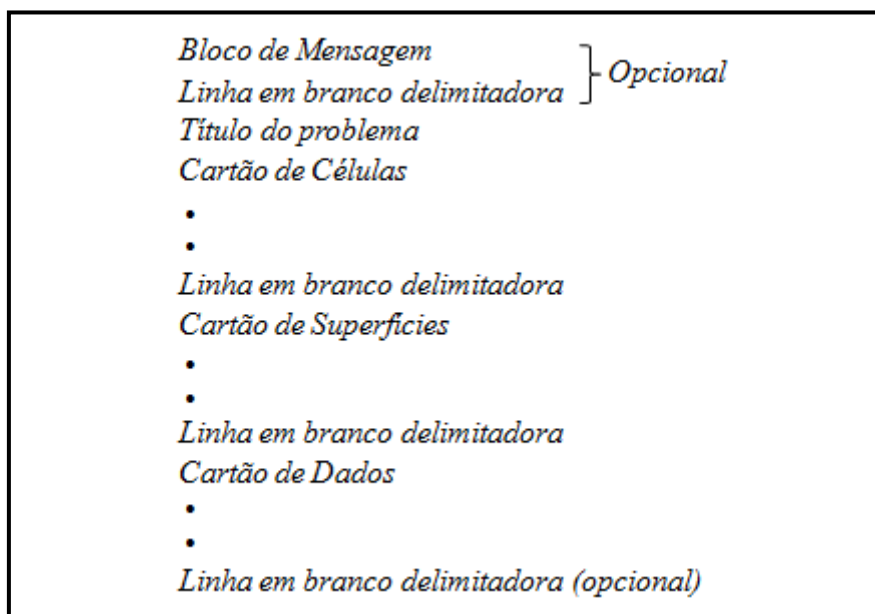 Bloco de Mensagem
Linha em branco delimitadora } Opcional
Título do problema
Cartão de Células
•
•
Linha em branco delimitadora
Cartão de Superfícies
•
•
Linha em branco delimitadora
Cartão de Dados
•
•
Linha em branco delimitadora (opcional)